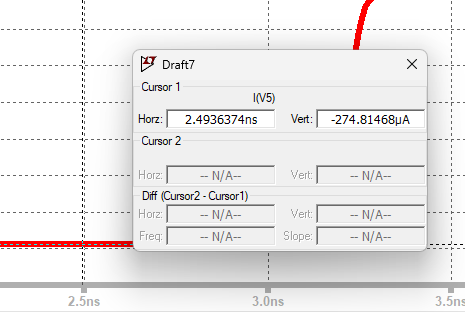 Draft7
Cursor 1
I(V5)
Horz: 2.4936374ns Vert: -274.81468µA
Cursor 2
Horz: -- N/A-- Vert: -- N/A--
Diff (Cursor2 - Cursor1)
Horz: -- N/A-- Vert: -- N/A--
Freq: -- N/A-- Slope: -- N/A--
2.5ns 3.0ns 3.5ns